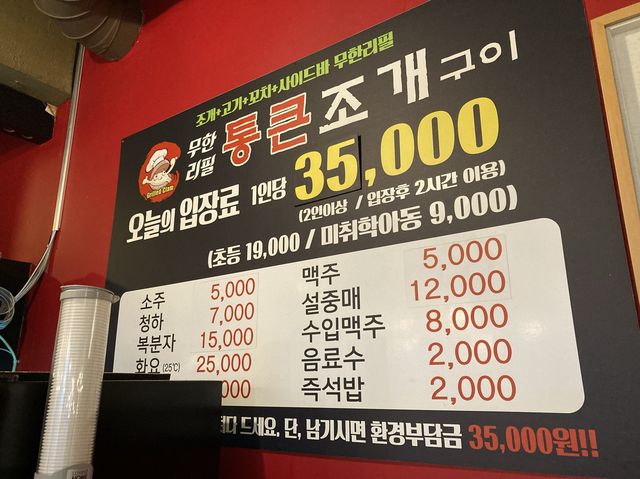 조개+고기+꼬치+사이드바 무한리필
무한리필 통큰 조개구이
Grilled Clam
오늘의 입장료 1인당 35,000
(2인이상 / 입장후 2시간 이용)
(초등 19,000 / 미취학아동 9,000)
소주 5,000 맥주 5,000
청하 7,000 설중매 12,000
복분자 15,000 수입맥주 8,000
화요(25℃) 25,000 음료수 2,000
000 즉석밥 2,000
드세요. 단, 남기시면 환경부담금 35,000원!!